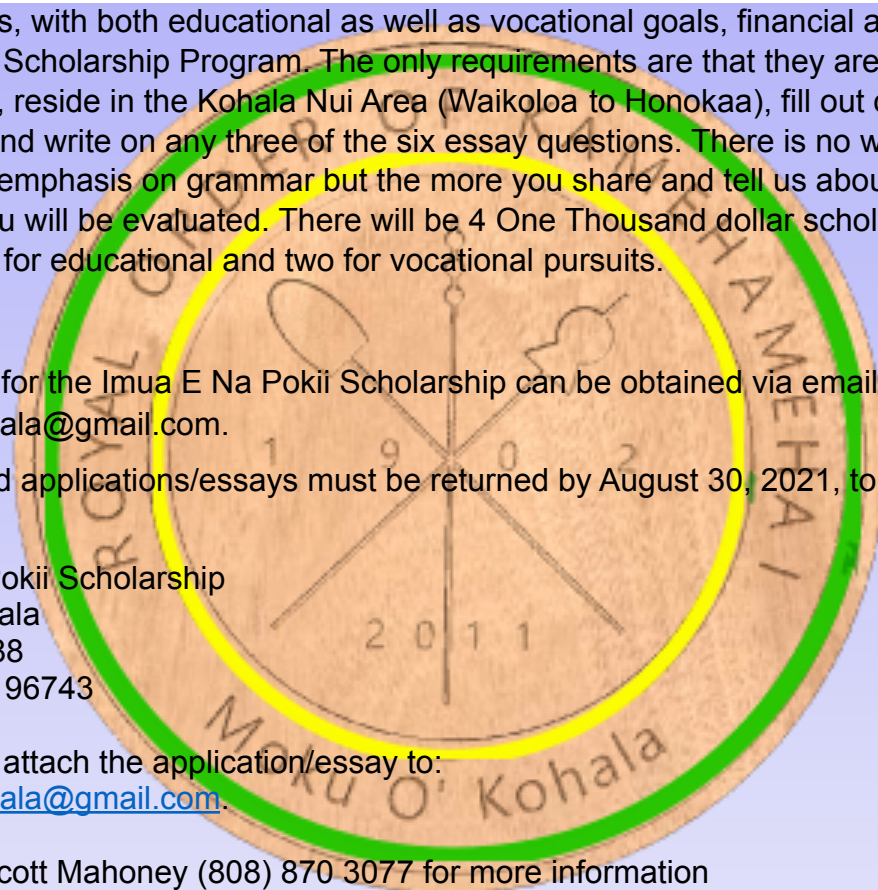 s, with both educational as well as vocational goals, financial a
Scholarship Program. The only requirements are that they are
, reside in the Kohala Nui Area (Waikoloa to Honokaa), fill out
nd write on any three of the six essay questions. There is no w
emphasis on grammar but the more you share and tell us about
u will be evaluated. There will be 4 One Thousand dollar schol
for educational and two for vocational pursuits.
for the Imua E Na Pokii Scholarship can be obtained via email
ala@gmail.com.
d applications/essays must be returned by August 30, 2021, to
okii Scholarship
ala
38
96743
attach the application/essay to:
ala@gmail.com.
cott Mahoney (808) 870 3077 for more information
ROYAL ORDER OF KAMEHAMEHA I
1 9 0 2
2 0 1 1
Moku O' Kohala